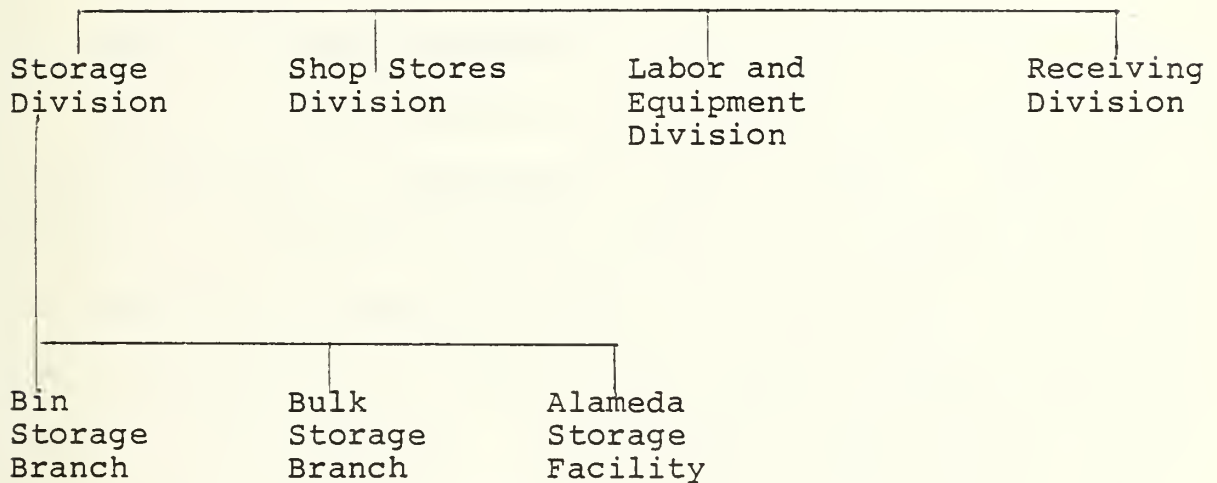 Storage Shop Stores Labor and Receiving
Division Division Equipment Division
Division
Bin Bulk Alameda
Storage Storage Storage
Branch Branch Facility